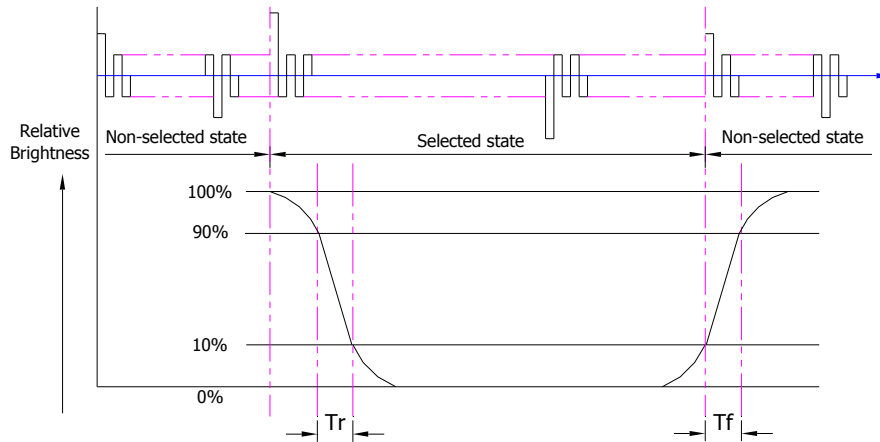 Relative
Brightness
Non-selected state
Selected state
Non-selected state
100%
90%
10%
0%
Tr
Tf